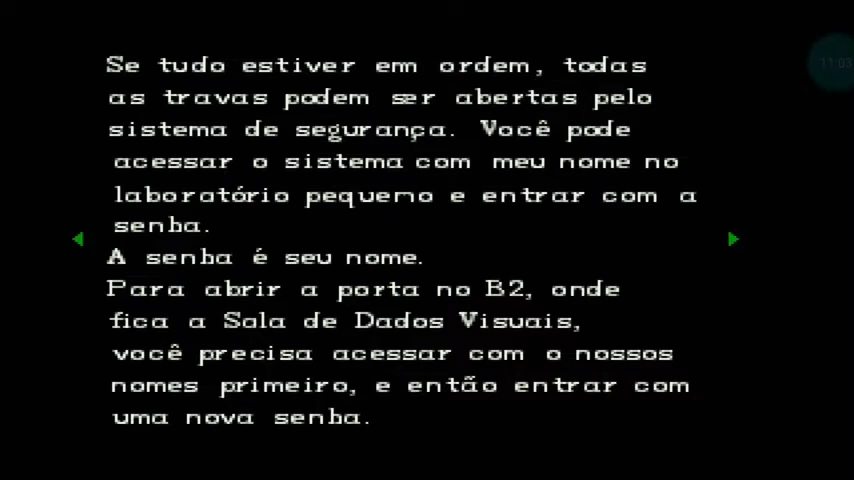 Se tudo estiver em ordem, todas
as travas podem ser abertas pelo
sistema de segurança. Você pode
acessar o sistema com meu nome no
laboratório pequeno e entrar com a
senha.
A senha é seu nome.
Para abrir a porta no B2, onde
fica a Sala de Dados Visuais,
você precisa acessar com o nossos
nomes primeiro, e então entrar com
uma nova senha.
11:03